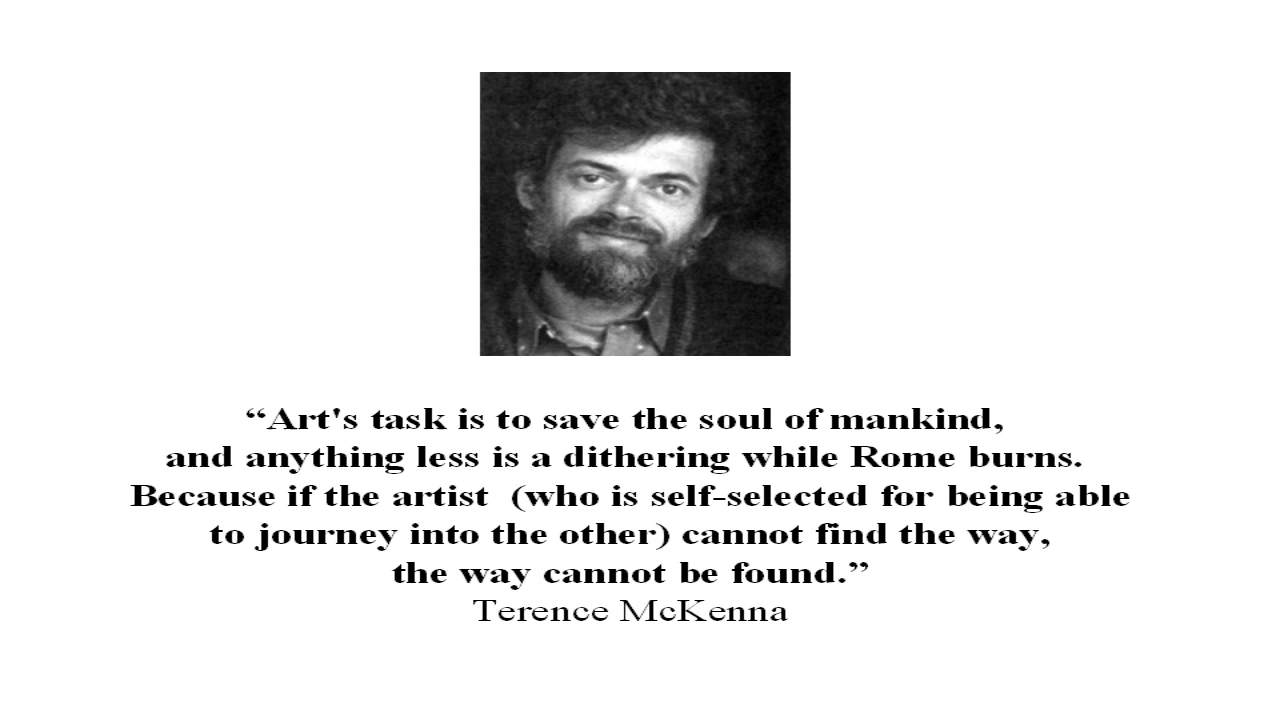 “Art's task is to save the soul of mankind,
and anything less is a dithering while Rome burns.
Because if the artist  (who is self-selected for being able
to journey into the other) cannot find the way,
the way cannot be found.”
Terence McKenna